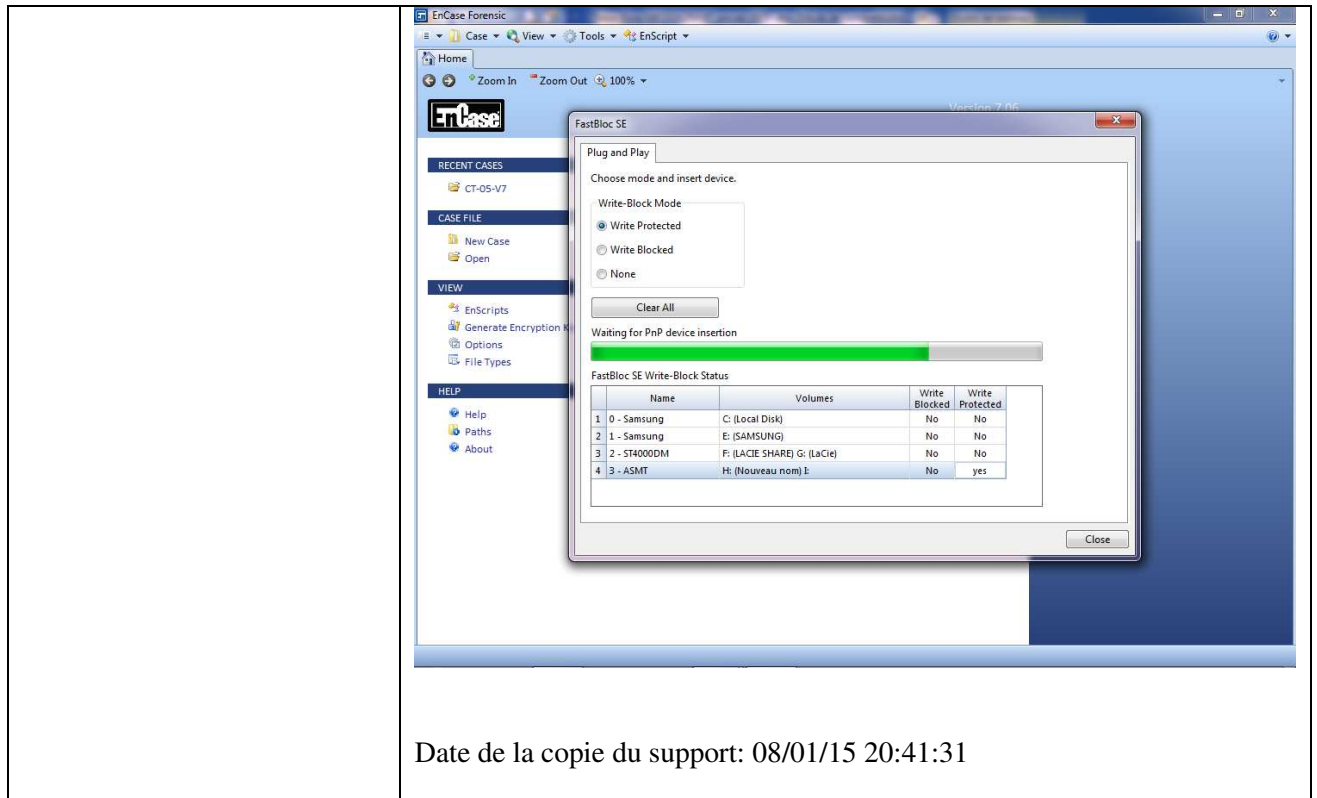 EnCase Forensic
Case View Tools EnScript
Home
Zoom In Zoom Out 100%
EnCase
Version 7.06
RECENT CASES
CT-05-V7
CASE FILE
New Case
Open
VIEW
EnScripts
Generate Encryption
Options
File Types
HELP
Help
Paths
About
FastBloc SE
Plug and Play
Choose mode and insert device.
Write-Block Mode
Write Protected
Write Blocked
None
Clear All
Waiting for PnP device insertion
FastBloc SE Write-Block Status
Name Volumes Write Blocked Write Protected
1 0 - Samsung C: (Local Disk) No No
2 1 - Samsung E: (SAMSUNG) No No
3 2 - ST4000DM F: (LACIE SHARE) G: (LaCie) No No
4 3 - ASMT H: (Nouveau nom) I: No yes
Close
Date de la copie du support: 08/01/15 20:41:31